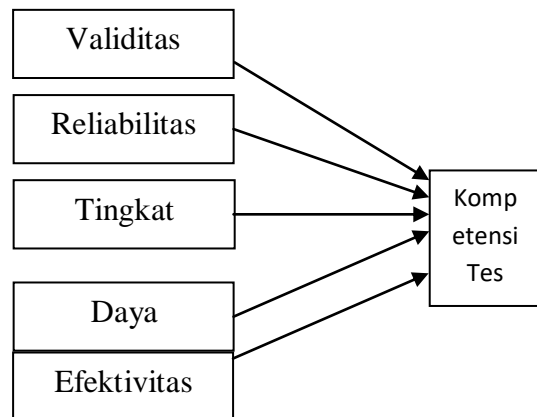 Validitas
Reliabilitas
Tingkat
Daya
Efektivitas
Komp
etensi
Tes